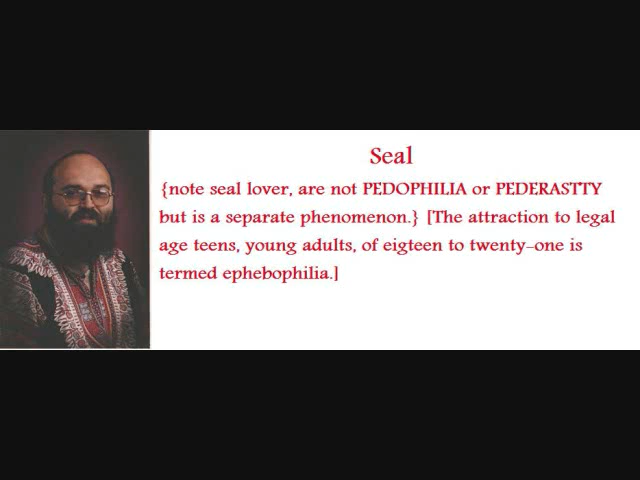 Seal
{note seal lover, are not PEDOPHILIA or PEDERASTTY
but is a separate phenomenon.} [The attraction to legal
age teens, young adults, of eigteen to twenty-one is
termed ephebophilia.]